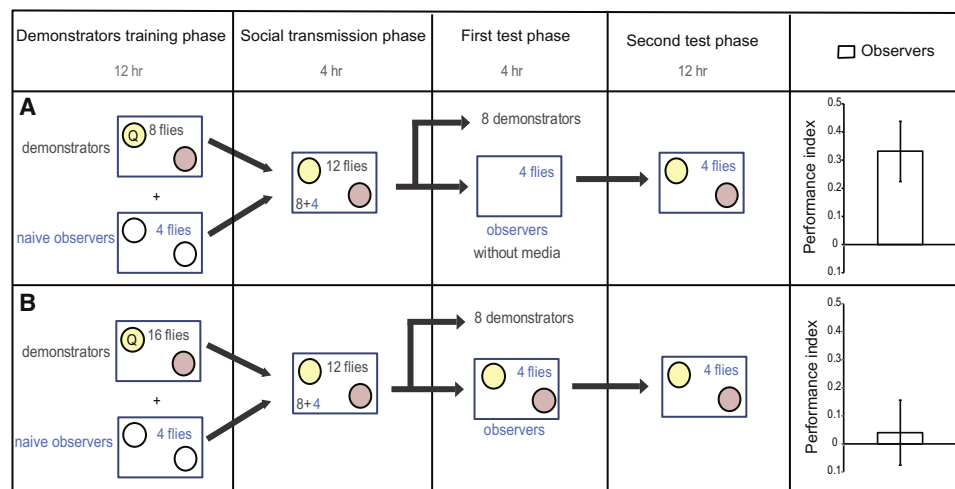 Demonstrators training phase
12 hr
Social transmission phase
4 hr
First test phase
4 hr
Second test phase
12 hr
Observers
A
demonstrators
Q
8 flies
+
naive observers
4 flies
12 flies
8+4
8 demonstrators
4 flies
observers
without media
4 flies
Performance index
0.5
0.4
0.3
0.2
0.1
0
0.1
B
demonstrators
Q
16 flies
+
naive observers
4 flies
12 flies
8+4
8 demonstrators
4 flies
observers
4 flies
Performance index
0.5
0.4
0.3
0.2
0.1
0
0.1